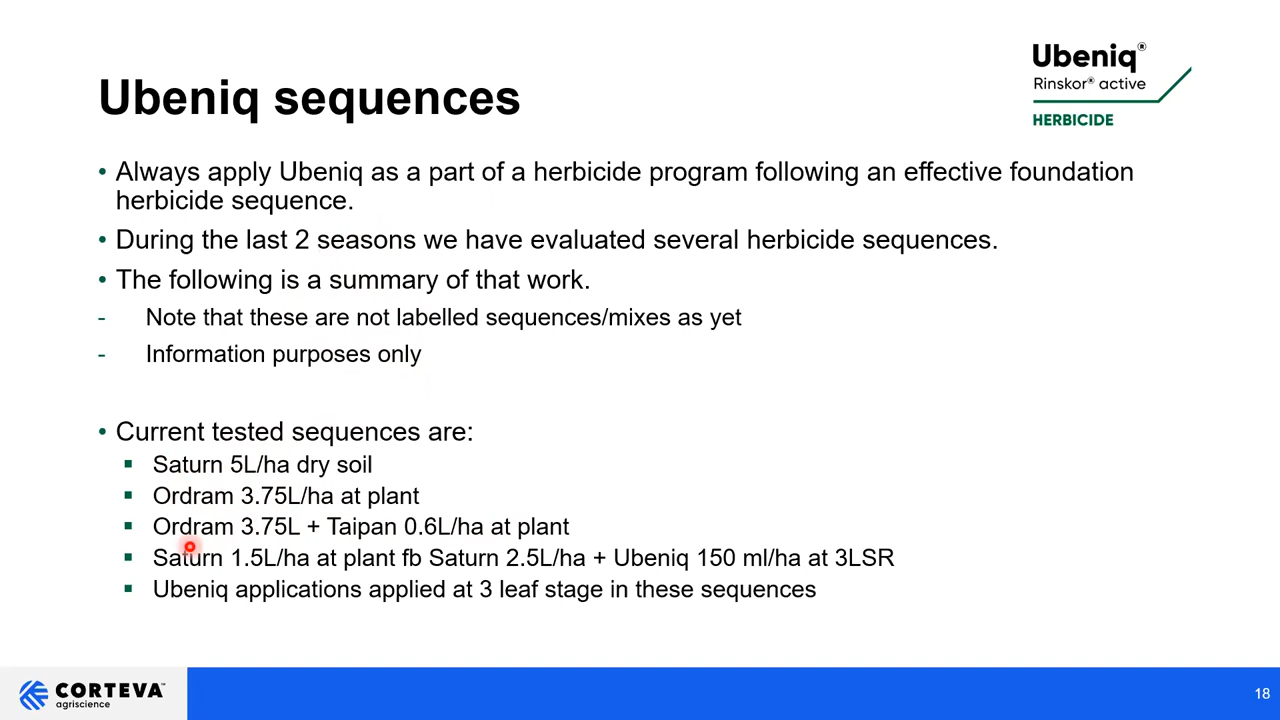 Ubeniq®
Rinskor® active
HERBICIDE
Ubeniq sequences
• Always apply Ubeniq as a part of a herbicide program following an effective foundation
herbicide sequence.
• During the last 2 seasons we have evaluated several herbicide sequences.
• The following is a summary of that work.
- Note that these are not labelled sequences/mixes as yet
- Information purposes only
• Current tested sequences are:
▪ Saturn 5L/ha dry soil
▪ Ordram 3.75L/ha at plant
▪ Ordram 3.75L + Taipan 0.6L/ha at plant
▪ Saturn 1.5L/ha at plant fb Saturn 2.5L/ha + Ubeniq 150 ml/ha at 3LSR
▪ Ubeniq applications applied at 3 leaf stage in these sequences
CORTEVA™
agriscience
18